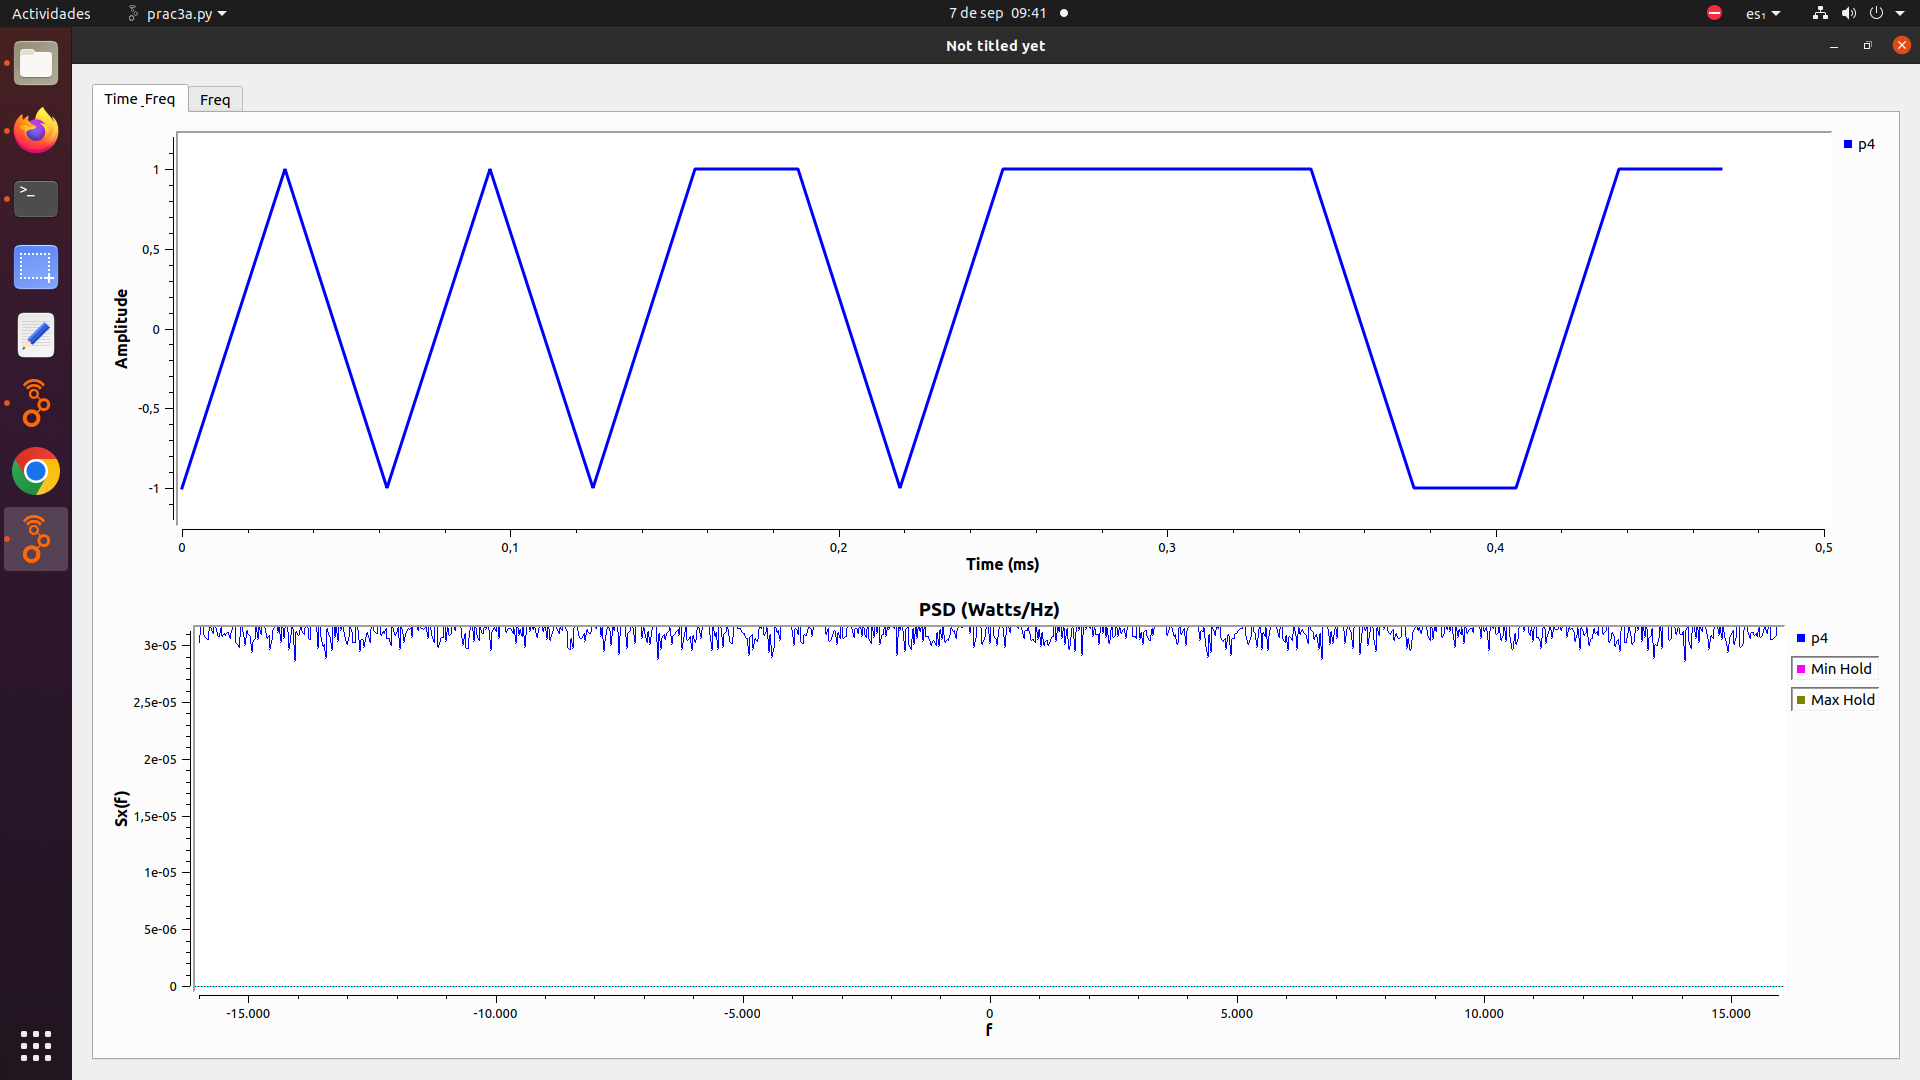 Actividades prac3a.py 7 de sep 09:41 es₁
Not titled yet
Time_Freq Freq
p4
1
0,5
0
-0,5
-1
Amplitude
0 0,1 0,2 0,3 0,4 0,5
Time (ms)
PSD (Watts/Hz)
p4
Min Hold
Max Hold
3e-05
2,5e-05
2e-05
1,5e-05
1e-05
5e-06
0
Sx(f)
-15.000 -10.000 -5.000 0 5.000 10.000 15.000
f